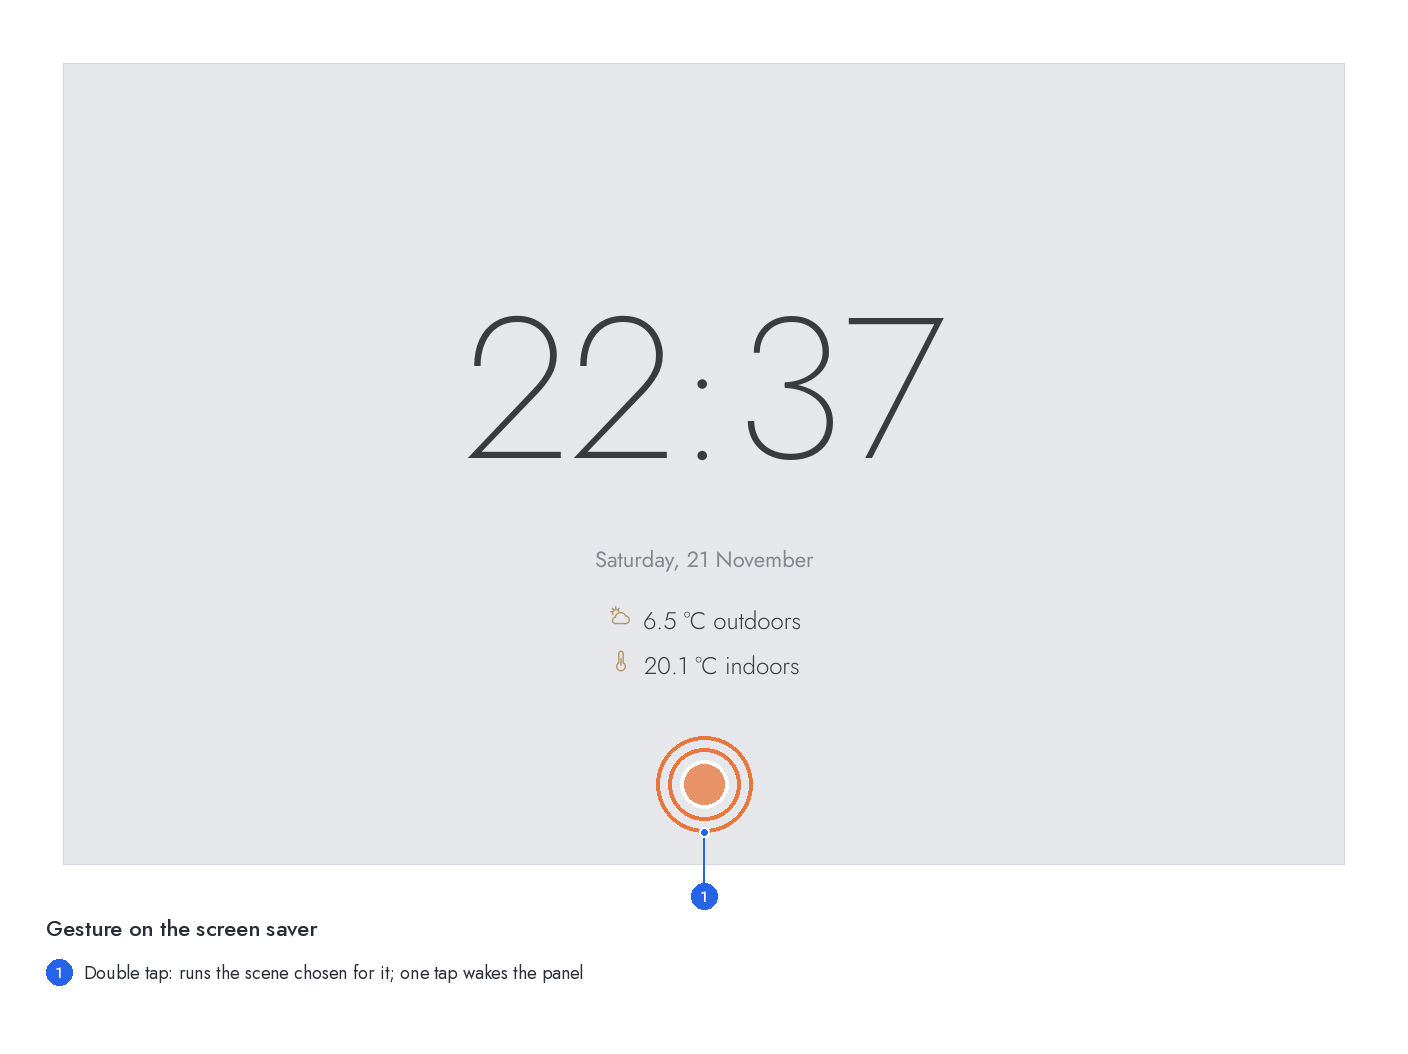 22:37
Saturday, 21 November
6.5 °C outdoors
20.1 °C indoors
1
Gesture on the screen saver
1 Double tap: runs the scene chosen for it; one tap wakes the panel